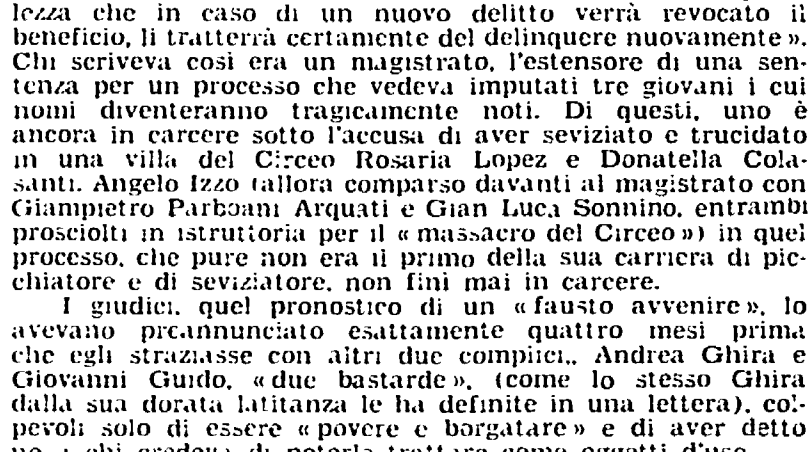 lezza che in caso di un nuovo delitto verrà revocato il
beneficio, li tratterrà certamente del delinquere nuovamente ».
Chi scriveva così era un magistrato, l'estensore di una sen-
tenza per un processo che vedeva imputati tre giovani i cui
nomi diventeranno tragicamente noti. Di questi, uno è
ancora in carcere sotto l'accusa di aver seviziato e trucidato
in una villa del Circeo Rosaria Lopez e Donatella Cola-
santi. Angelo Izzo (allora comparso davanti al magistrato con
Giampietro Parboani Arquati e Gian Luca Sonnino, entrambi
prosciolti in istruttoria per il « massacro del Circeo ») in quel
processo, che pure non era il primo della sua carriera di pic-
chiatore e di seviziatore, non finì mai in carcere.
I giudici, quel pronostico di un « fausto avvenire », lo
avevano preannunciato esattamente quattro mesi prima
che egli straziasse con altri due complici,. Andrea Ghira e
Giovanni Guido, « due bastarde », (come lo stesso Ghira
dalla sua dorata latitanza le ha definite in una lettera), col-
pevoli solo di essere « povere e borgatare » e di aver detto
no a chi credeva di poterle trattare come oggetti d'uso